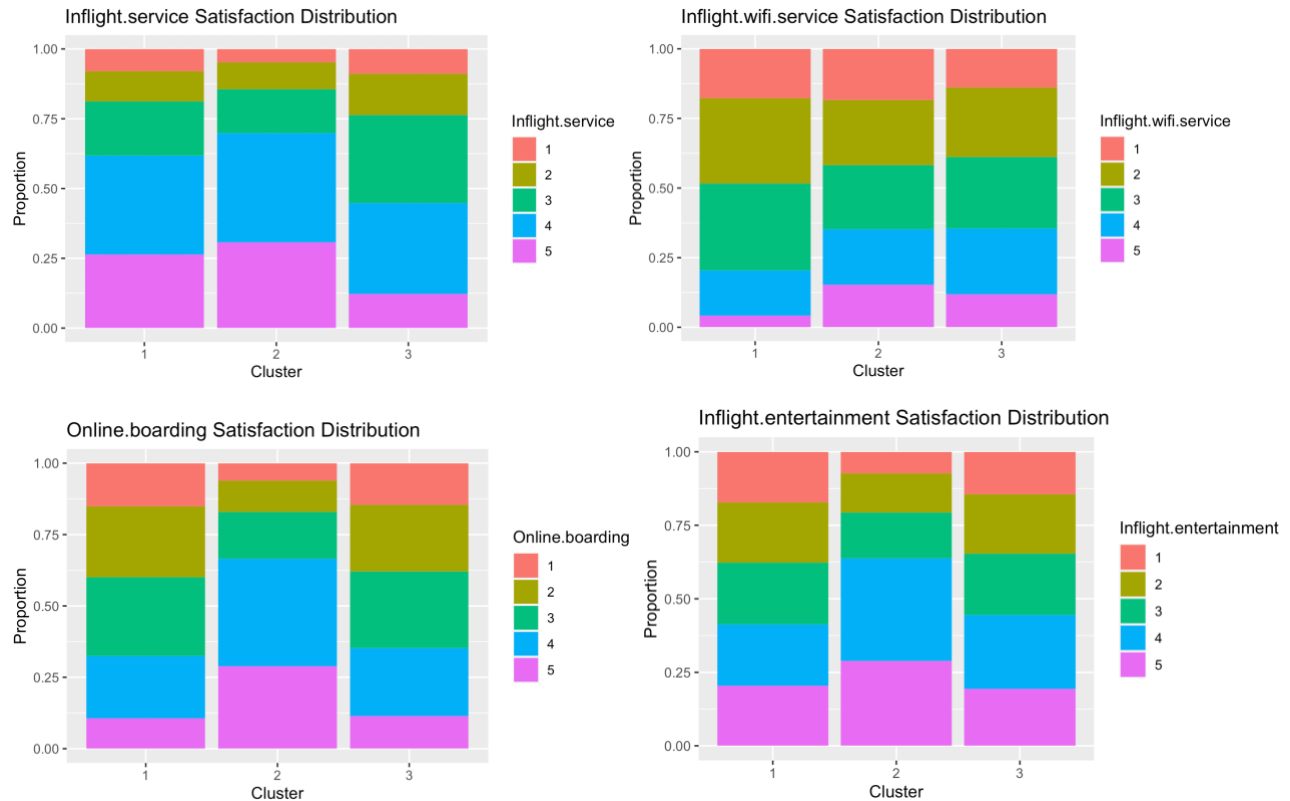 Inflight.service Satisfaction Distribution
1.00
0.75
0.50
0.25
0.00
Proportion
1 2 3
Cluster
Inflight.service
1
2
3
4
5
Inflight.wifi.service Satisfaction Distribution
1.00
0.75
0.50
0.25
0.00
Proportion
1 2 3
Cluster
Inflight.wifi.service
1
2
3
4
5
Online.boarding Satisfaction Distribution
1.00
0.75
0.50
0.25
0.00
Proportion
1 2 3
Cluster
Online.boarding
1
2
3
4
5
Inflight.entertainment Satisfaction Distribution
1.00
0.75
0.50
0.25
0.00
Proportion
1 2 3
Cluster
Inflight.entertainment
1
2
3
4
5